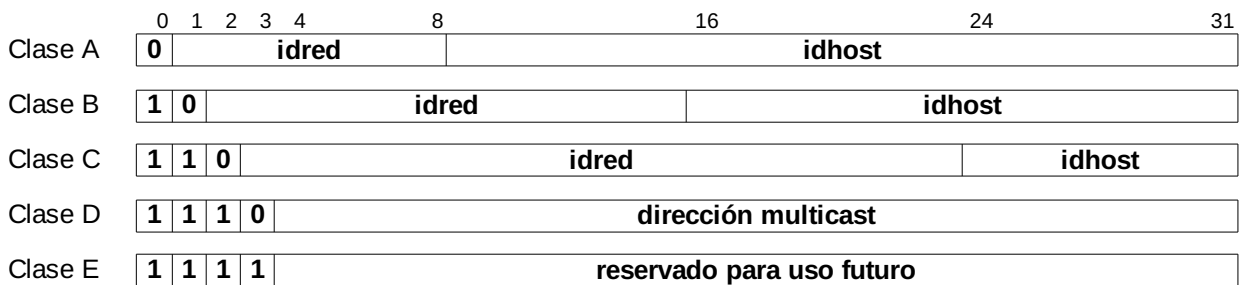 0 1 2 3 4 8 16 24 31
Clase A 0 idred idhost
Clase B 1 0 idred idhost
Clase C 1 1 0 idred idhost
Clase D 1 1 1 0 dirección multicast
Clase E 1 1 1 1 reservado para uso futuro